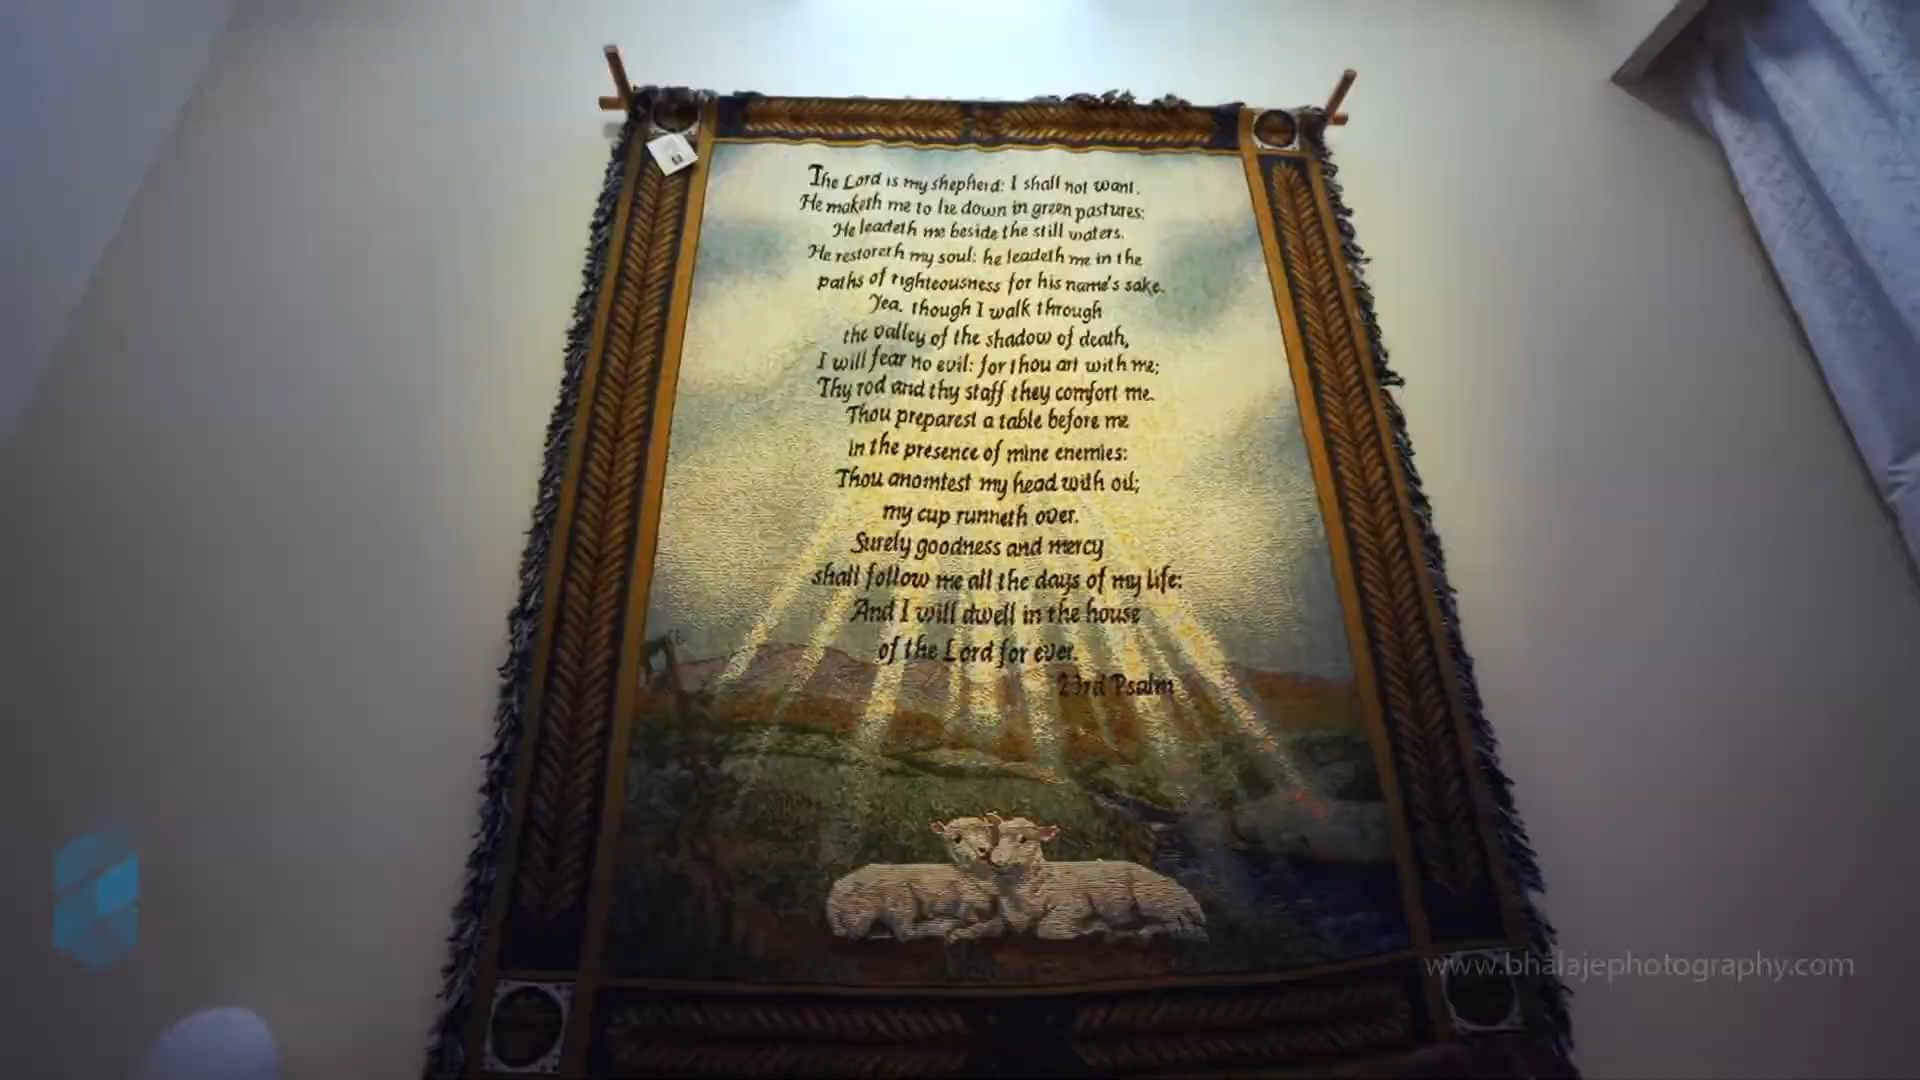 The Lord is my shepherd: I shall not want.
He maketh me to lie down in green pastures:
He leadeth me beside the still waters.
He restoreth my soul: he leadeth me in the
paths of righteousness for his name's sake.
Yea, though I walk through
the valley of the shadow of death,
I will fear no evil: for thou art with me;
Thy rod and thy staff they comfort me.
Thou preparest a table before me
in the presence of mine enemies:
Thou anointest my head with oil;
my cup runneth over.
Surely goodness and mercy
shall follow me all the days of my life:
And I will dwell in the house
of the Lord for ever.
23rd Psalm
www.bhalajephotography.com